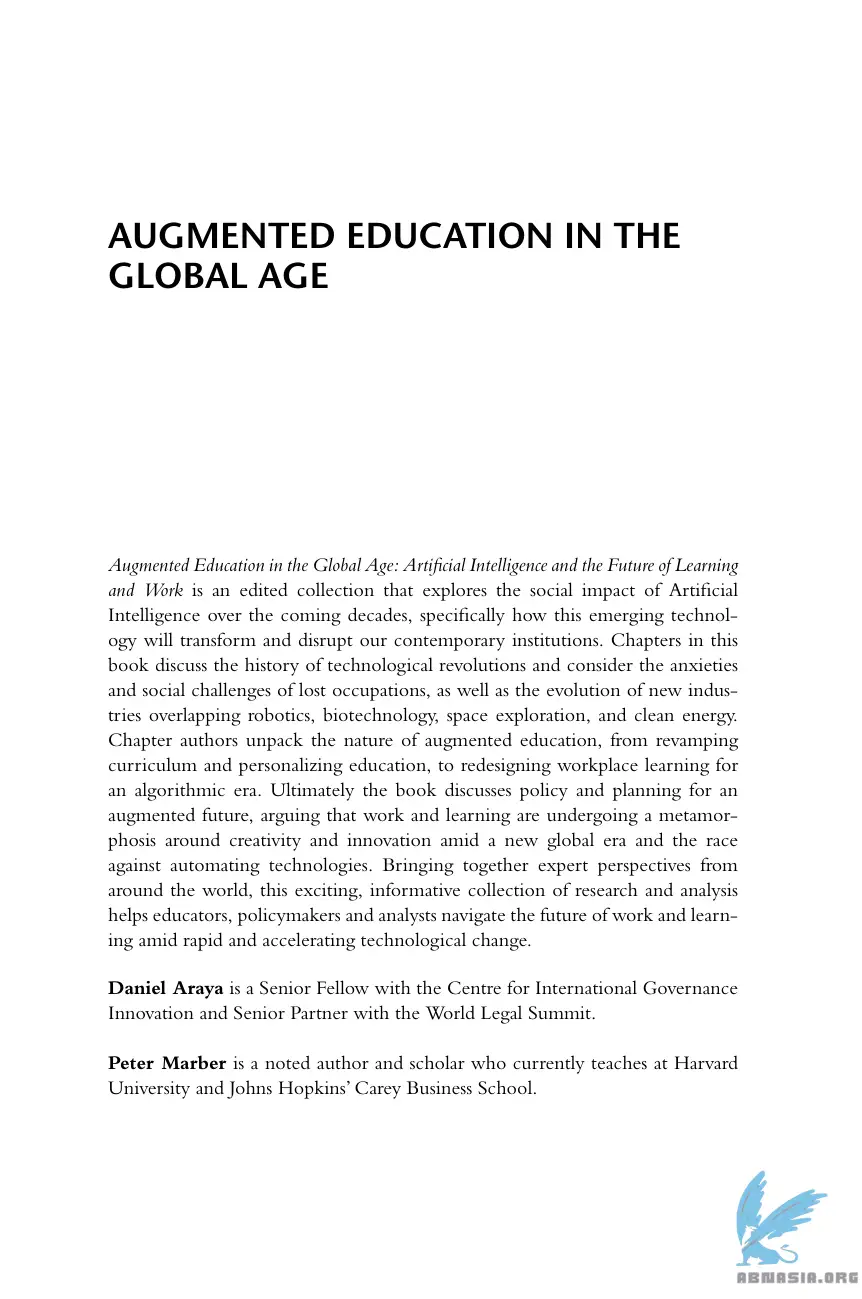 AUGMENTED EDUCATION IN THE
GLOBAL AGE
Augmented Education in the Global Age: Artificial Intelligence and the Future of Learning
and Work is an edited collection that explores the social impact of Artificial
Intelligence over the coming decades, specifically how this emerging technol-
ogy will transform and disrupt our contemporary institutions. Chapters in this
book discuss the history of technological revolutions and consider the anxieties
and social challenges of lost occupations, as well as the evolution of new indus-
tries overlapping robotics, biotechnology, space exploration, and clean energy.
Chapter authors unpack the nature of augmented education, from revamping
curriculum and personalizing education, to redesigning workplace learning for
an algorithmic era. Ultimately the book discusses policy and planning for an
augmented future, arguing that work and learning are undergoing a metamor-
phosis around creativity and innovation amid a new global era and the race
against automating technologies. Bringing together expert perspectives from
around the world, this exciting, informative collection of research and analysis
helps educators, policymakers and analysts navigate the future of work and learn-
ing amid rapid and accelerating technological change.
Daniel Araya is a Senior Fellow with the Centre for International Governance
Innovation and Senior Partner with the World Legal Summit.
Peter Marber is a noted author and scholar who currently teaches at Harvard
University and Johns Hopkins’ Carey Business School.
ABNASIA.ORG